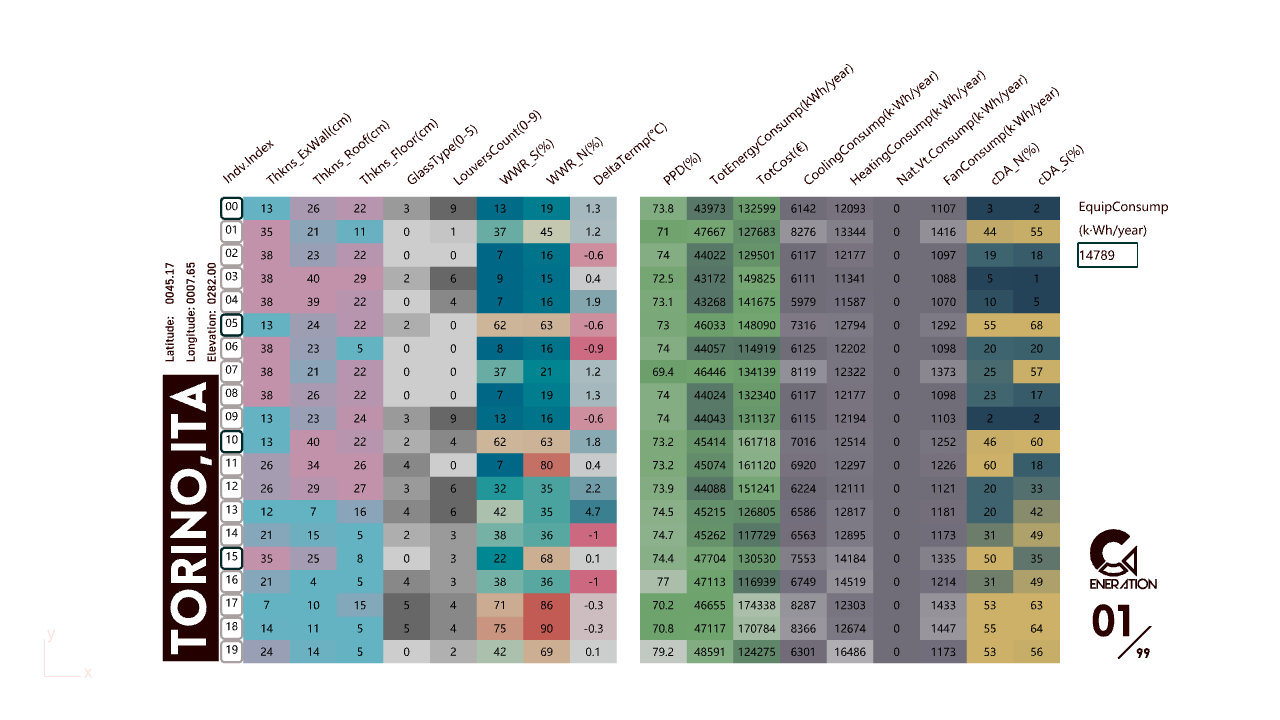 Indv.Index Thkns_ExWall(cm) Thkns_Roof(cm) Thkns_Floor(cm) GlassType(0-5) LouversCount(0-9) WWR_S(%) WWR_N(%) DeltaTermp(°C) PPD(%) TotEnergyConsump(kWh/year) TotCost(€) CoolingConsump(k·Wh/year) HeatingConsump(k·Wh/year) Nat.Vt.Consump(k·Wh/year) FanConsump(k·Wh/year) cDA_N(%) cDA_S(%)
00 13 26 22 3 9 13 19 1.3 73.8 43973 132599 6142 12093 0 1107 3 2
01 35 21 11 0 1 37 45 1.2 71 47667 127683 8276 13344 0 1416 44 55
02 38 23 22 0 0 7 16 -0.6 74 44022 129501 6117 12177 0 1097 19 18
03 38 40 29 2 6 9 15 0.4 72.5 43172 149825 6111 11341 0 1088 5 1
04 38 39 22 0 4 7 16 1.9 73.1 43268 141675 5979 11587 0 1070 10 5
05 13 24 22 2 0 62 63 -0.6 73 46033 148090 7316 12794 0 1292 55 68
06 38 23 5 0 0 8 16 -0.9 74 44057 114919 6125 12202 0 1098 20 20
07 38 21 22 0 0 37 21 1.2 69.4 46446 134139 8119 12322 0 1373 25 57
08 38 26 22 0 0 7 19 1.3 74 44024 132340 6117 12177 0 1098 23 17
09 13 23 24 3 9 13 16 -0.6 74 44043 131137 6115 12194 0 1103 2 2
10 13 40 22 2 4 62 63 1.8 73.2 45414 161718 7016 12514 0 1252 46 60
11 26 34 26 4 0 7 80 0.4 73.2 45074 161120 6920 12297 0 1226 60 18
12 26 29 27 3 6 32 35 2.2 73.9 44088 151241 6224 12111 0 1121 20 33
13 12 7 16 4 6 42 35 4.7 74.5 45215 126805 6586 12817 0 1181 20 42
14 21 15 5 2 3 38 36 -1 74.7 45262 117729 6563 12895 0 1173 31 49
15 35 25 8 0 3 22 68 0.1 74.4 47704 130530 7553 14184 0 1335 50 35
16 21 4 5 4 3 38 36 -1 77 47113 116939 6749 14519 0 1214 31 49
17 7 10 15 5 4 71 86 -0.3 70.2 46655 174338 8287 12303 0 1433 53 63
18 14 11 5 5 4 75 90 -0.3 70.8 47117 170784 8366 12674 0 1447 55 64
19 24 14 5 0 2 42 69 0.1 79.2 48591 124275 6301 16486 0 1173 53 56
Latitude: 0045.17
Longitude: 0007.65
Elevation: 0282.00
TORINO,ITA
EquipConsump
(k·Wh/year)
14789
ENERATION
01/99
y
x